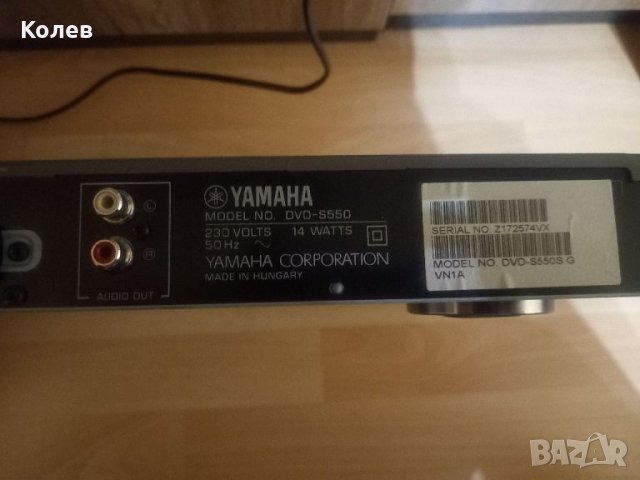 Колев
YAMAHA
MODEL NO. DVD-S550
230 VOLTS 14 WATTS
50 Hz
YAMAHA CORPORATION
MADE IN HUNGARY
L
R
AUDIO OUT
SERIAL NO. Z172574VX
MODEL NO. DVD-S550S G
VN1A
BAZAR